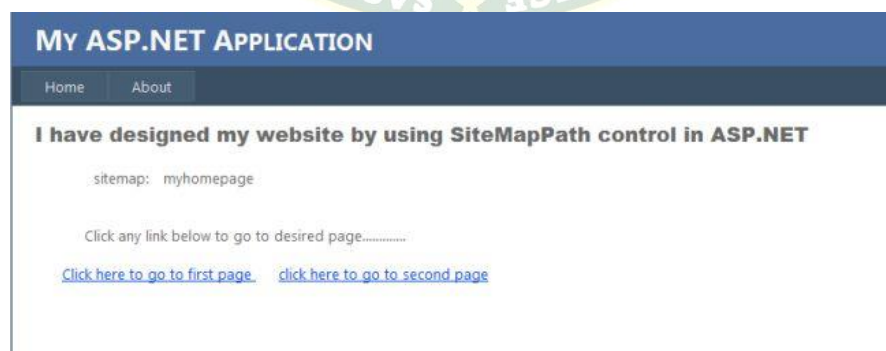 MY ASP.NET APPLICATION
Home About
I have designed my website by using SiteMapPath control in ASP.NET
sitemap: myhomepage
Click any link below to go to desired page.............
Click here to go to first page click here to go to second page